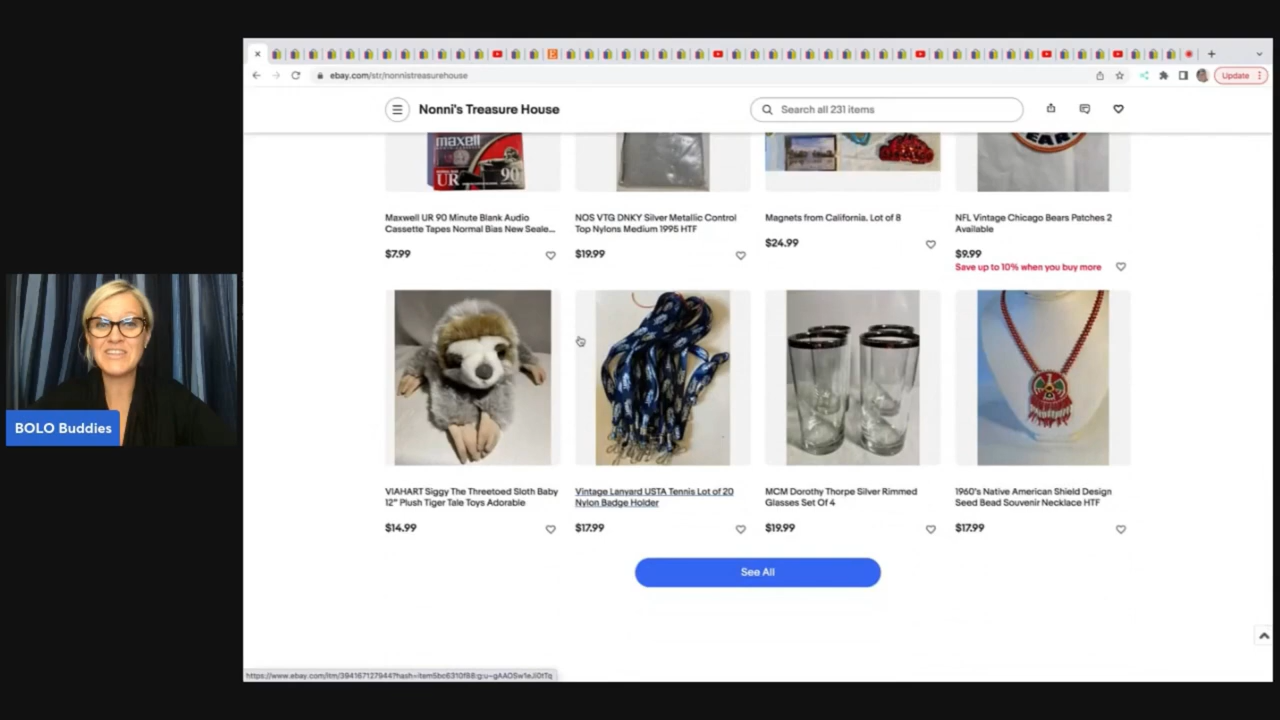 Update
ebay.com/str/nonnistreasurehouse
Nonni's Treasure House
Search all 231 items
maxell
UR 90
EAR
Maxwell UR 90 Minute Blank Audio
Cassette Tapes Normal Bias New Seale...
$7.99
NOS VTG DNKY Silver Metallic Control
Top Nylons Medium 1995 HTF
$19.99
Magnets from California. Lot of 8
$24.99
NFL Vintage Chicago Bears Patches 2
Available
$9.99
Save up to 10% when you buy more
BOLO Buddies
VIAHART Siggy The Threetoed Sloth Baby
12" Plush Tiger Tale Toys Adorable
$14.99
Vintage Lanyard USTA Tennis Lot of 20
Nylon Badge Holder
$17.99
MCM Dorothy Thorpe Silver Rimmed
Glasses Set Of 4
$19.99
1960's Native American Shield Design
Seed Bead Souvenir Necklace HTF
$17.99
See All